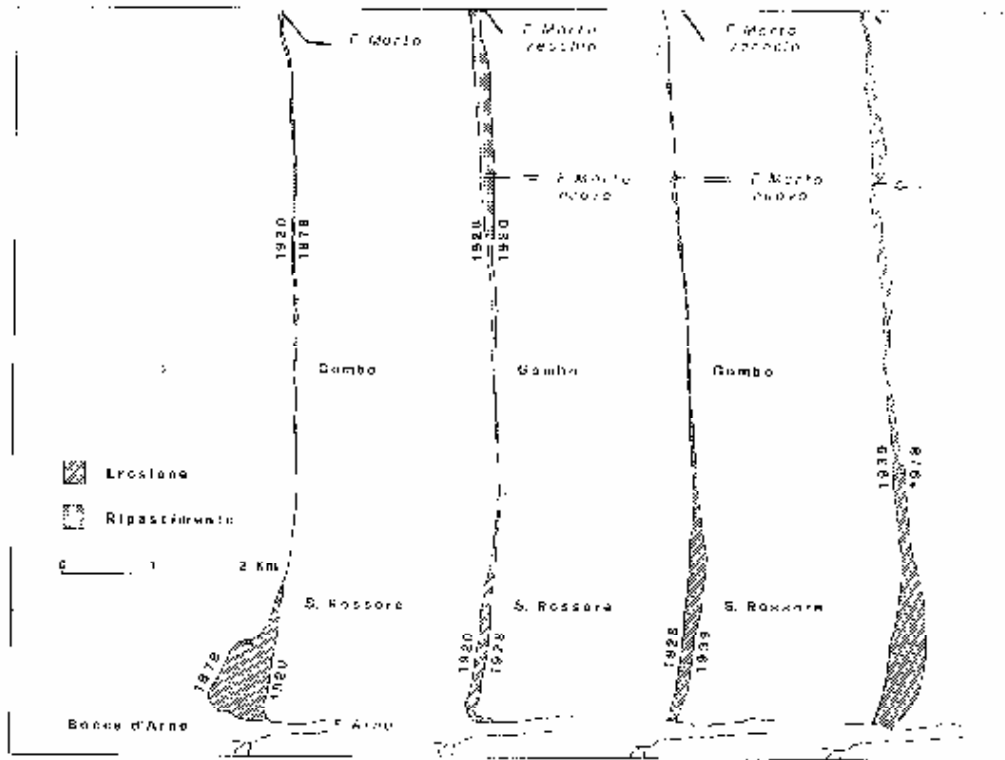 F. Morto
F. Morto
vecchio
F. Morto
vecchio
F. Morto
nuovo
F. Morto
nuovo
1920
1878
1928
1920
Gombo
Gombo
Gombo
Erosione
Ripascimento
0 1 2 Km
1939
1978
S. Rossore
S. Rossore
S. Rossore
1878
1920
1920
1928
1928
1939
Bocca d'Arno
F. Arno